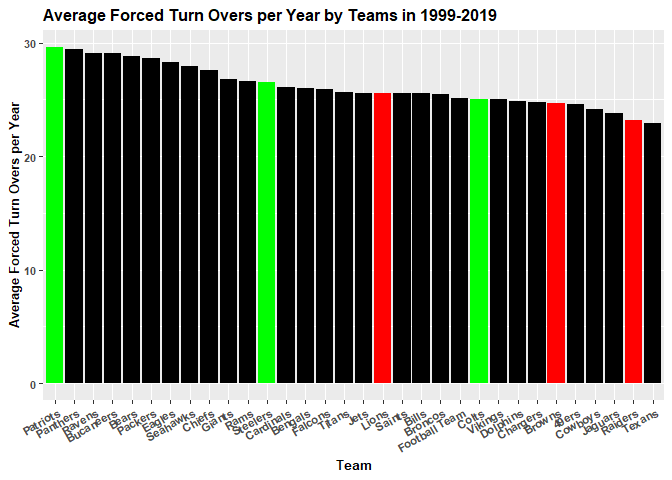 Average Forced Turn Overs per Year by Teams in 1999-2019
Average Forced Turn Overs per Year
30
20
10
0
Patriots
Panthers
Ravens
Bucaneers
Bears
Packers
Eagles
Seahawks
Chiefs
Giants
Rams
Steelers
Cardinals
Bengals
Falcons
Titans
Jets
Lions
Saints
Bills
Broncos
Football Team
Colts
Vikings
Dolphins
Chargers
Browns
49ers
Cowboys
Jaguars
Raiders
Texans
Team